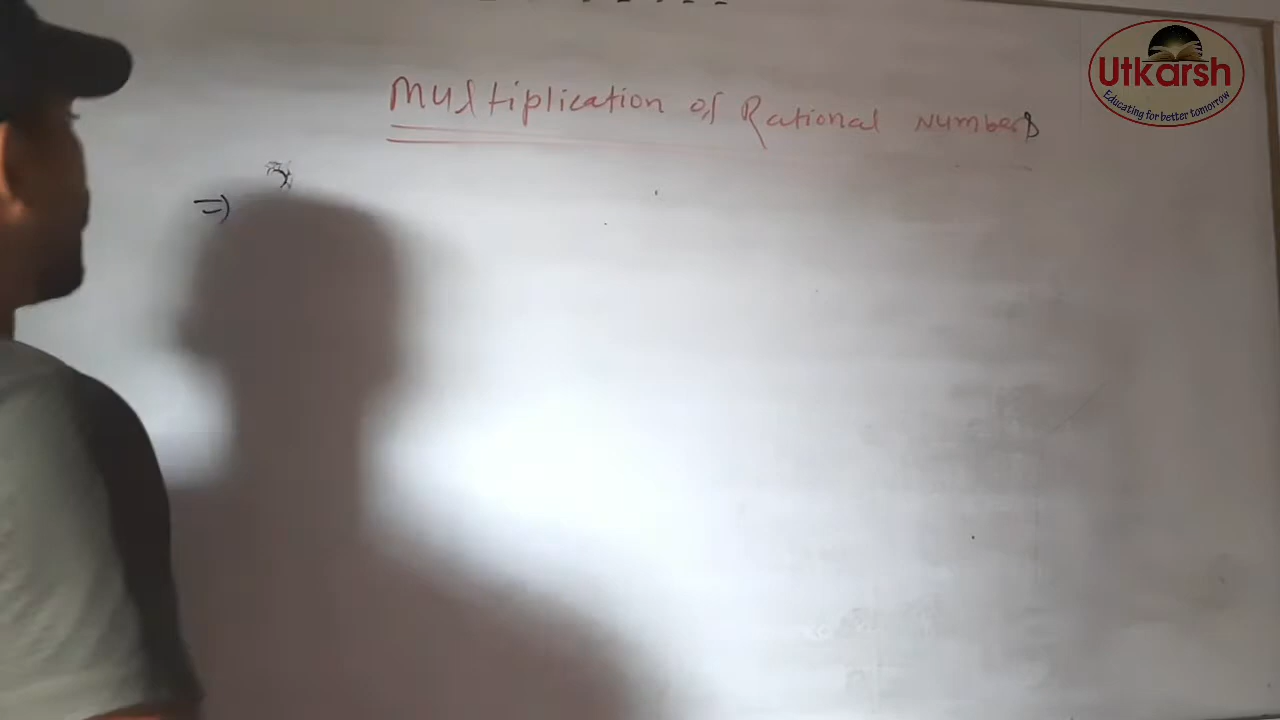 Utkarsh
Educating for better tomorrow
Multiplication of Rational Numbers
=)